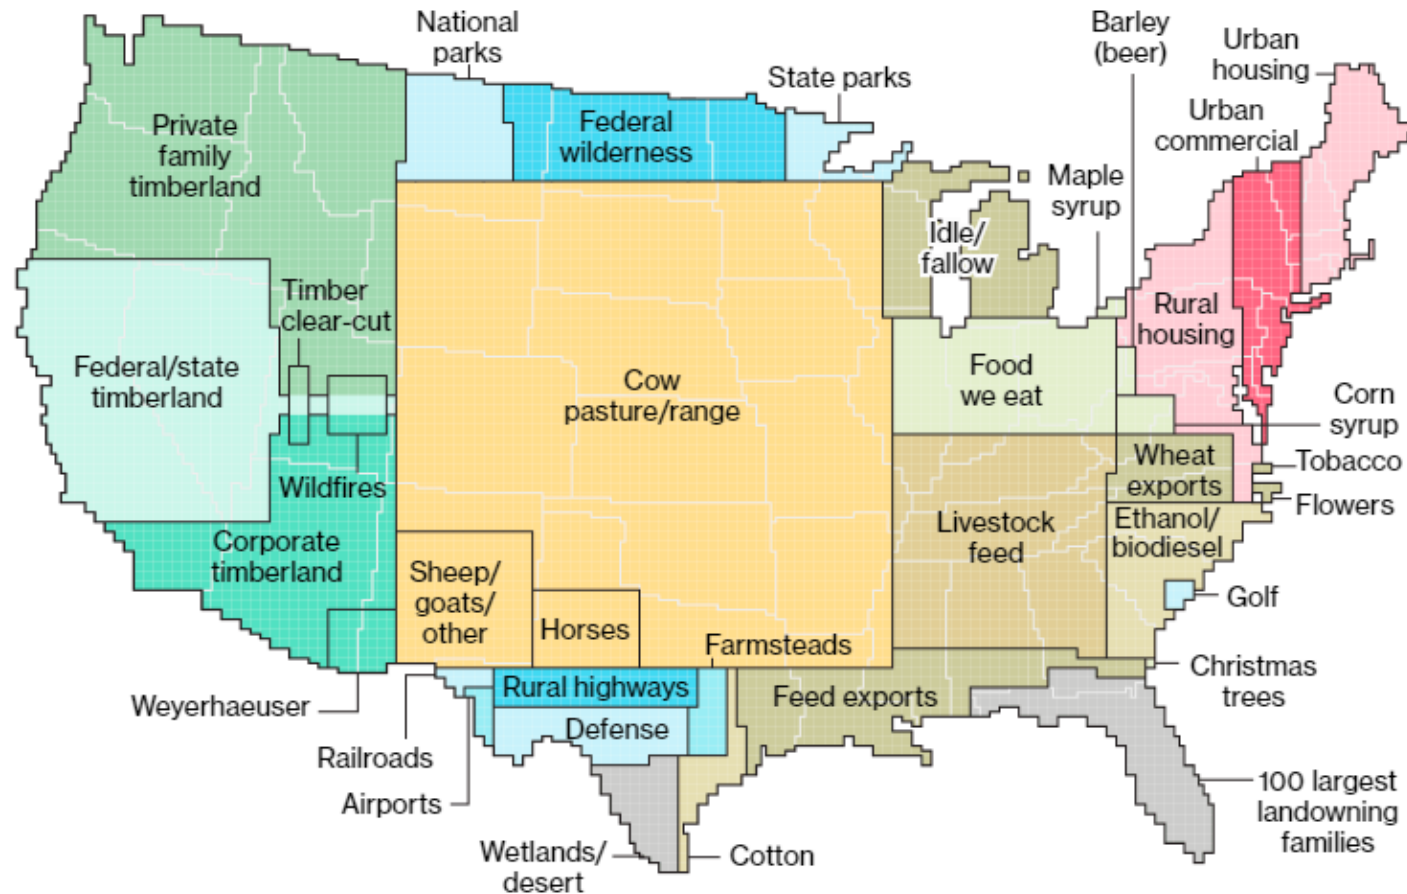 National
parks
Barley
(beer)
Urban
housing
State parks
Urban
commercial
Private
family
timberland
Federal
wilderness
Maple
syrup
Idle/
fallow
Timber
clear-cut
Rural
housing
Federal/state
timberland
Cow
pasture/range
Food
we eat
Corn
syrup
Wildfires
Wheat
exports
Tobacco
Flowers
Corporate
timberland
Livestock
feed
Ethanol/
biodiesel
Sheep/
goats/
other
Horses
Golf
Farmsteads
Weyerhaeuser
Rural highways
Feed exports
Christmas
trees
Defense
Railroads
Airports
100 largest
landowning
families
Wetlands/
desert
Cotton